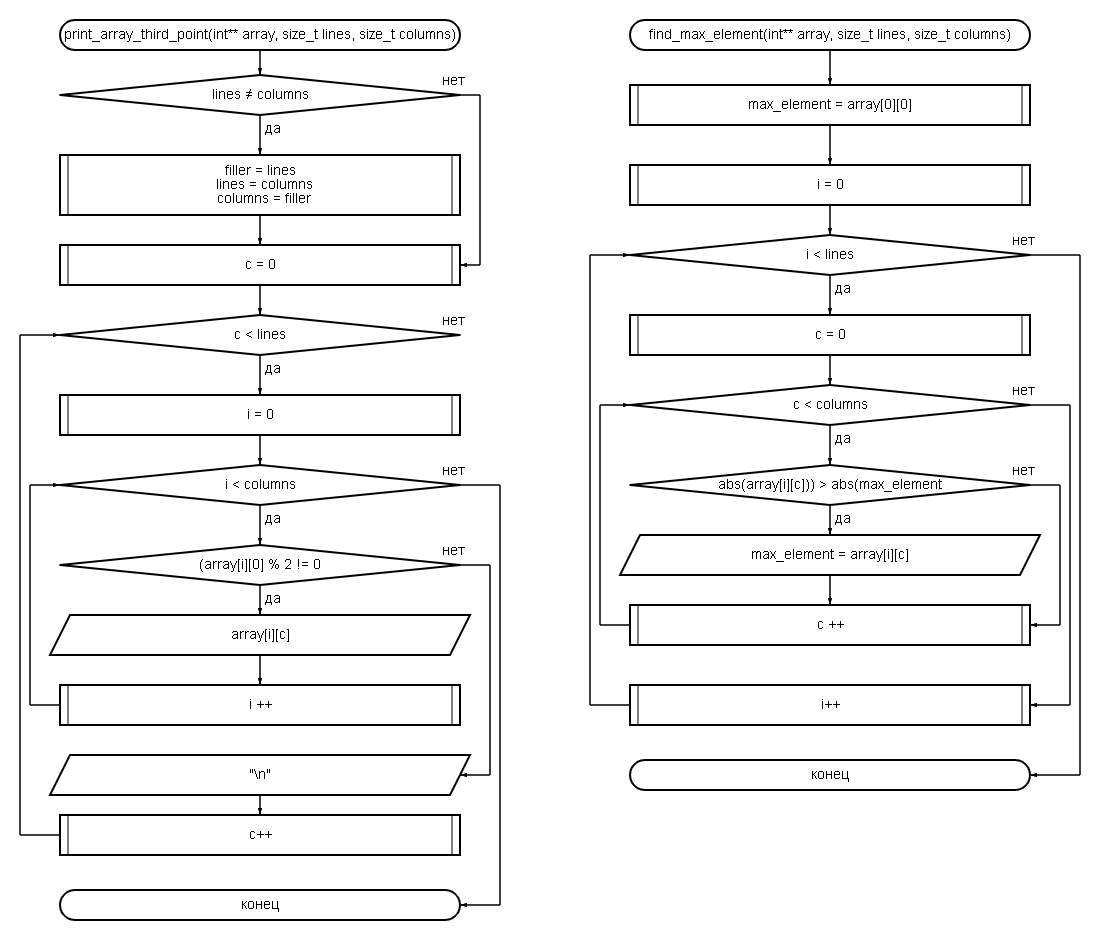 print_array_third_point(int** array, size_t lines, size_t columns)
нет
lines ≠ columns
да
filler = lines
lines = columns
columns = filler
c = 0
нет
c < lines
да
i = 0
нет
i < columns
да
нет
(array[i][0] % 2 != 0
да
array[i][c]
i ++
"\n"
c++
конец
find_max_element(int** array, size_t lines, size_t columns)
max_element = array[0][0]
i = 0
нет
i < lines
да
c = 0
нет
c < columns
да
нет
abs(array[i][c])) > abs(max_element
да
max_element = array[i][c]
c ++
i++
конец